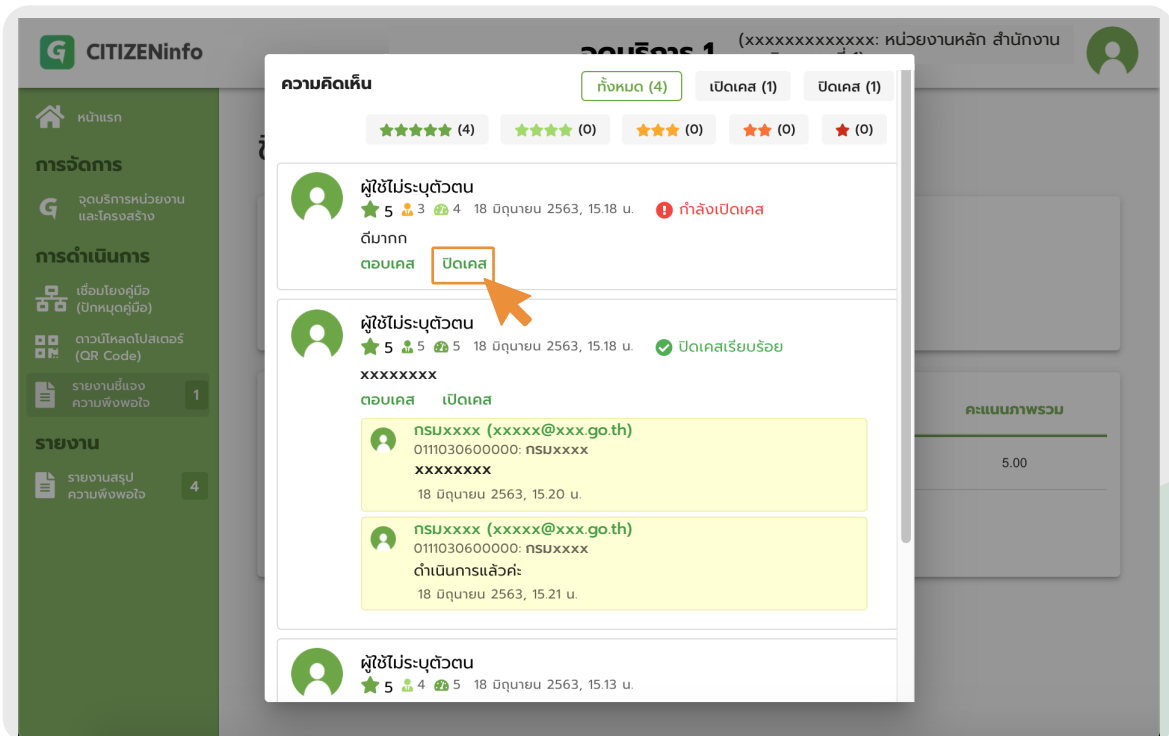 CITIZENinfo
จุดบริการ 1
(xxxxxxxxxxxxx: หน่วยงานหลัก สำนักงาน
หน้าแรก
การจัดการ
จุดบริการหน่วยงาน
และโครงสร้าง
การดำเนินการ
เชื่อมโยงคู่มือ
(ปักหมุดคู่มือ)
ดาวน์โหลดโปสเตอร์
(QR Code)
รายงานชี้แจง
ความพึงพอใจ
1
รายงาน
รายงานสรุป
ความพึงพอใจ
4
ความคิดเห็น
ทั้งหมด (4) เปิดเคส (1) ปิดเคส (1)
(4) (0) (0) (0) (0)
ผู้ใช้ไม่ระบุตัวตน
5 3 4 18 มิถุนายน 2563, 15.18 น. กำลังเปิดเคส
ดีมากก
ตอบเคส ปิดเคส
ผู้ใช้ไม่ระบุตัวตน
5 5 5 18 มิถุนายน 2563, 15.18 น. ปิดเคสเรียบร้อย
xxxxxxxx
ตอบเคส เปิดเคส
กรมxxxx (xxxxx@xxx.go.th)
0111030600000: กรมxxxx
xxxxxxxx
18 มิถุนายน 2563, 15.20 น.
กรมxxxx (xxxxx@xxx.go.th)
0111030600000: กรมxxxx
ดำเนินการแล้วค่ะ
18 มิถุนายน 2563, 15.21 น.
ผู้ใช้ไม่ระบุตัวตน
5 4 5 18 มิถุนายน 2563, 15.13 น.
คะแนนภาพรวม
5.00